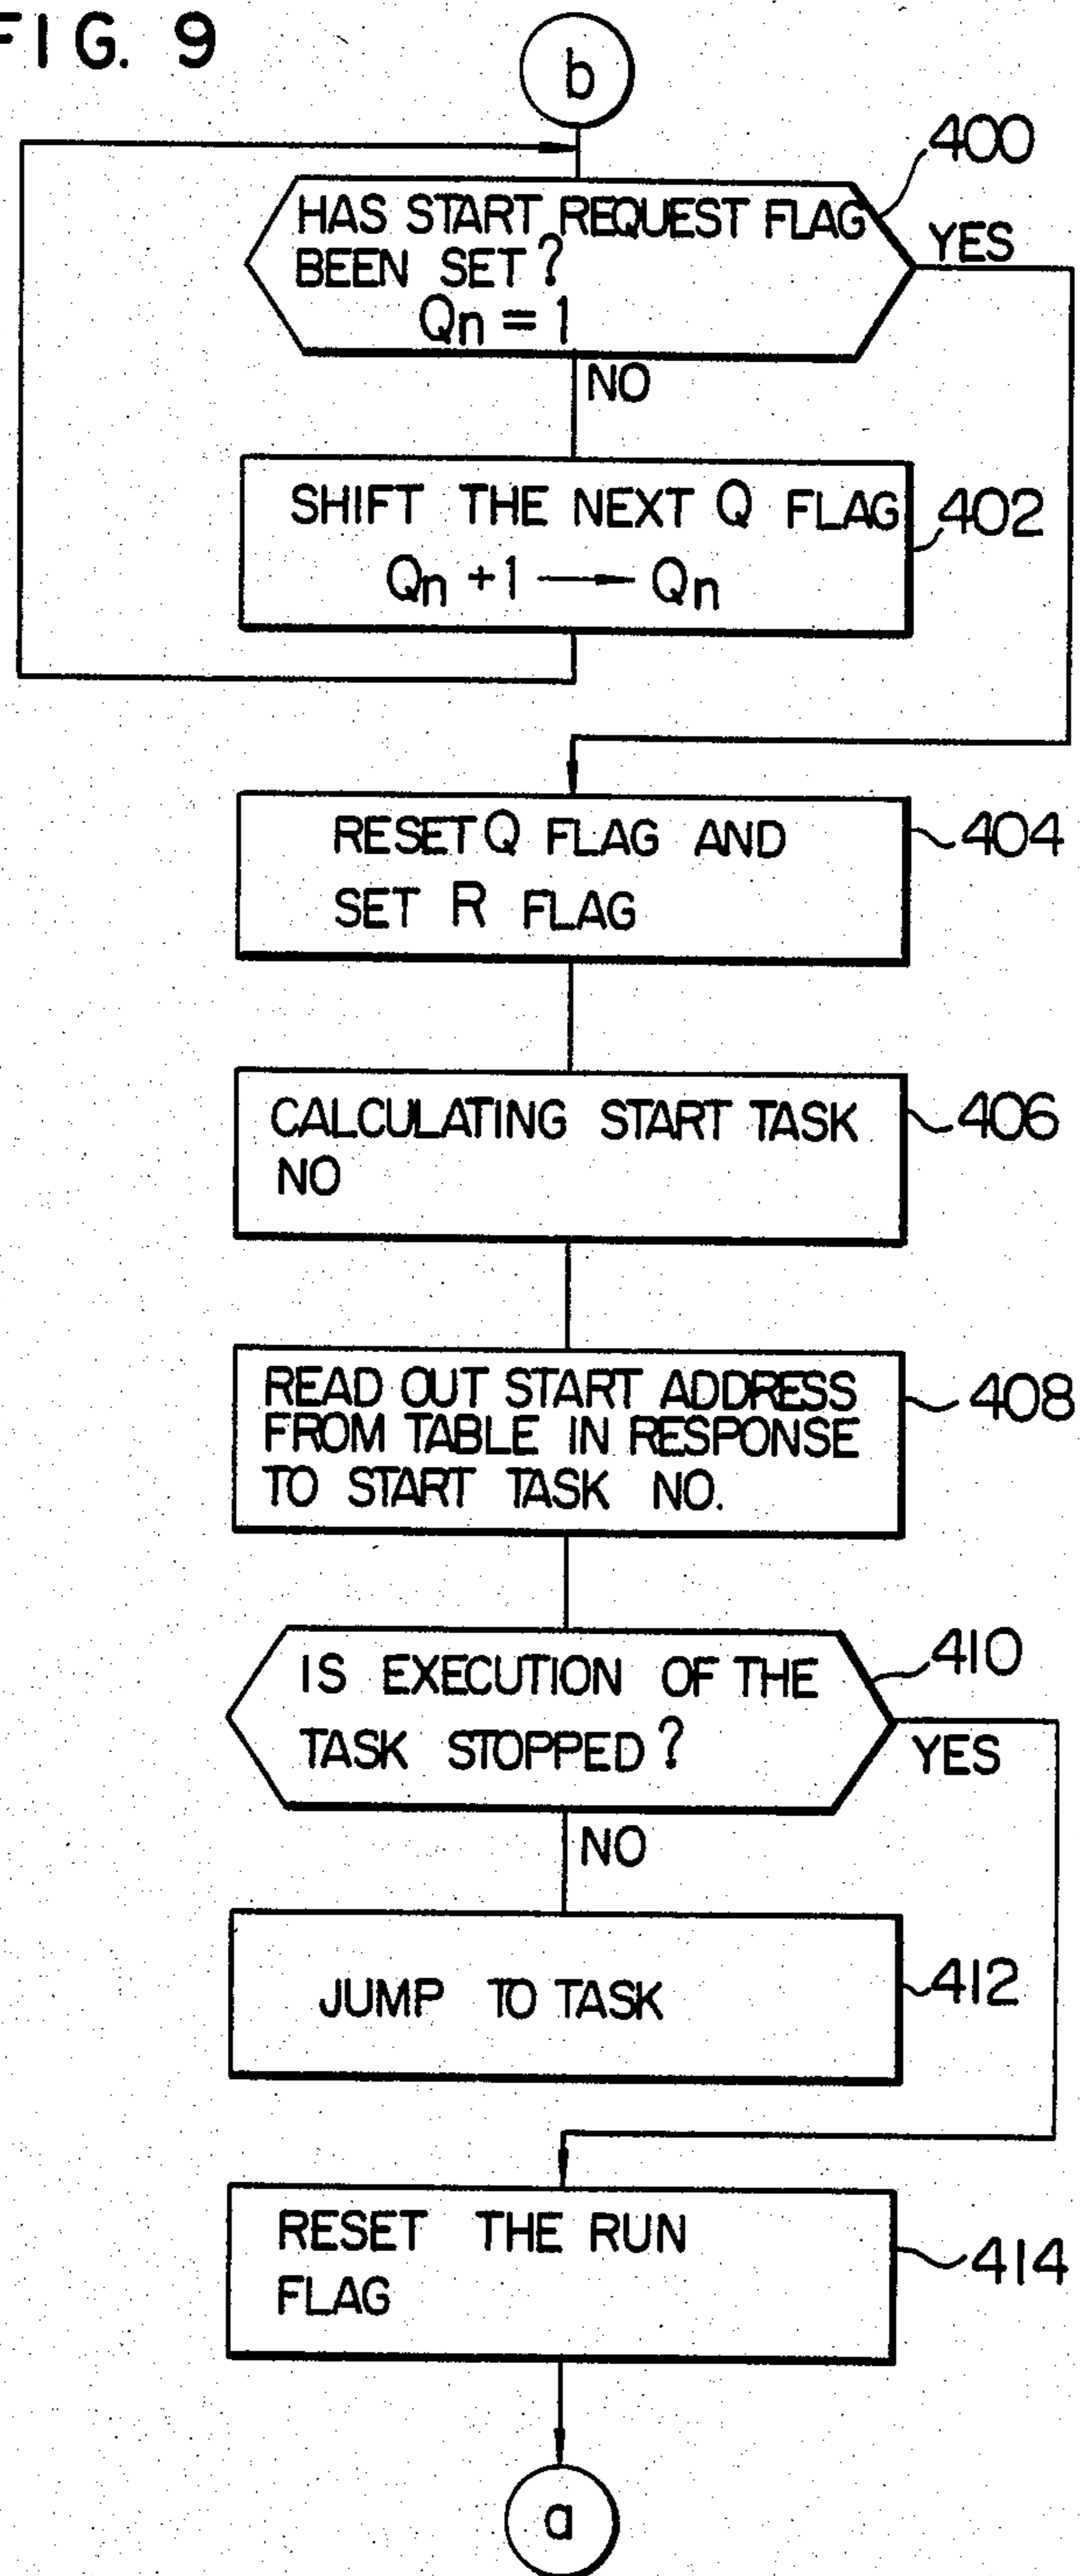 FIG. 9
b
400
HAS START REQUEST FLAG
BEEN SET?
Qn = 1
YES
NO
SHIFT THE NEXT Q FLAG
Qn +1 → Qn
402
RESET Q FLAG AND
SET R FLAG
404
CALCULATING START TASK
NO
406
READ OUT START ADDRESS
FROM TABLE IN RESPONSE
TO START TASK NO.
408
IS EXECUTION OF THE
TASK STOPPED?
410
YES
NO
JUMP TO TASK
412
RESET THE RUN
FLAG
414
a